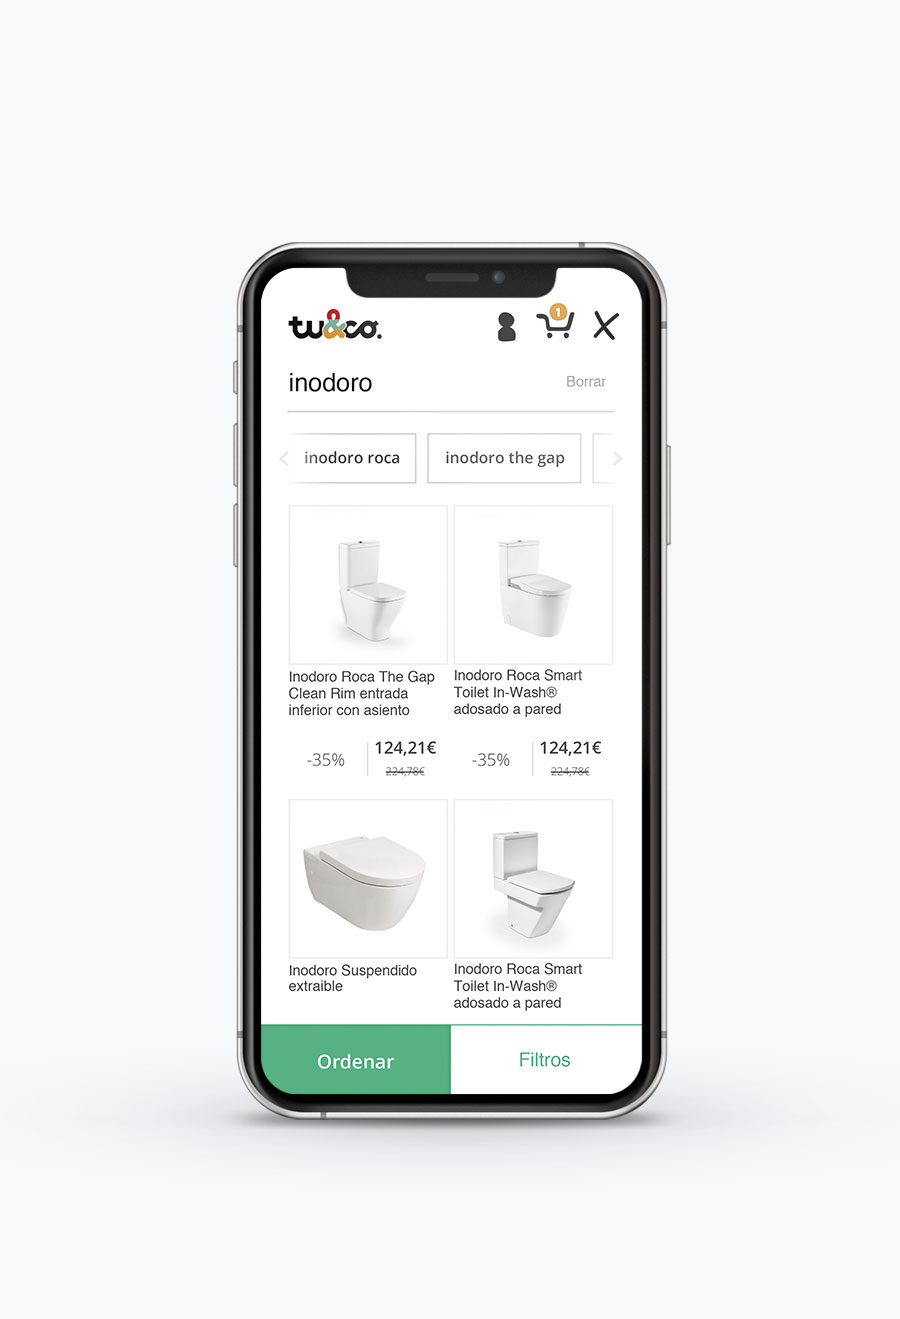 tu&co.
1
inodoro
Borrar
inodoro roca
inodoro the gap
Inodoro Roca The Gap
Clean Rim entrada
inferior con asiento
Inodoro Roca Smart
Toilet In-Wash®
adosado a pared
-35%
124,21€
224,78€
-35%
124,21€
224,78€
Inodoro Suspendido
extraible
Inodoro Roca Smart
Toilet In-Wash®
adosado a pared
Ordenar
Filtros